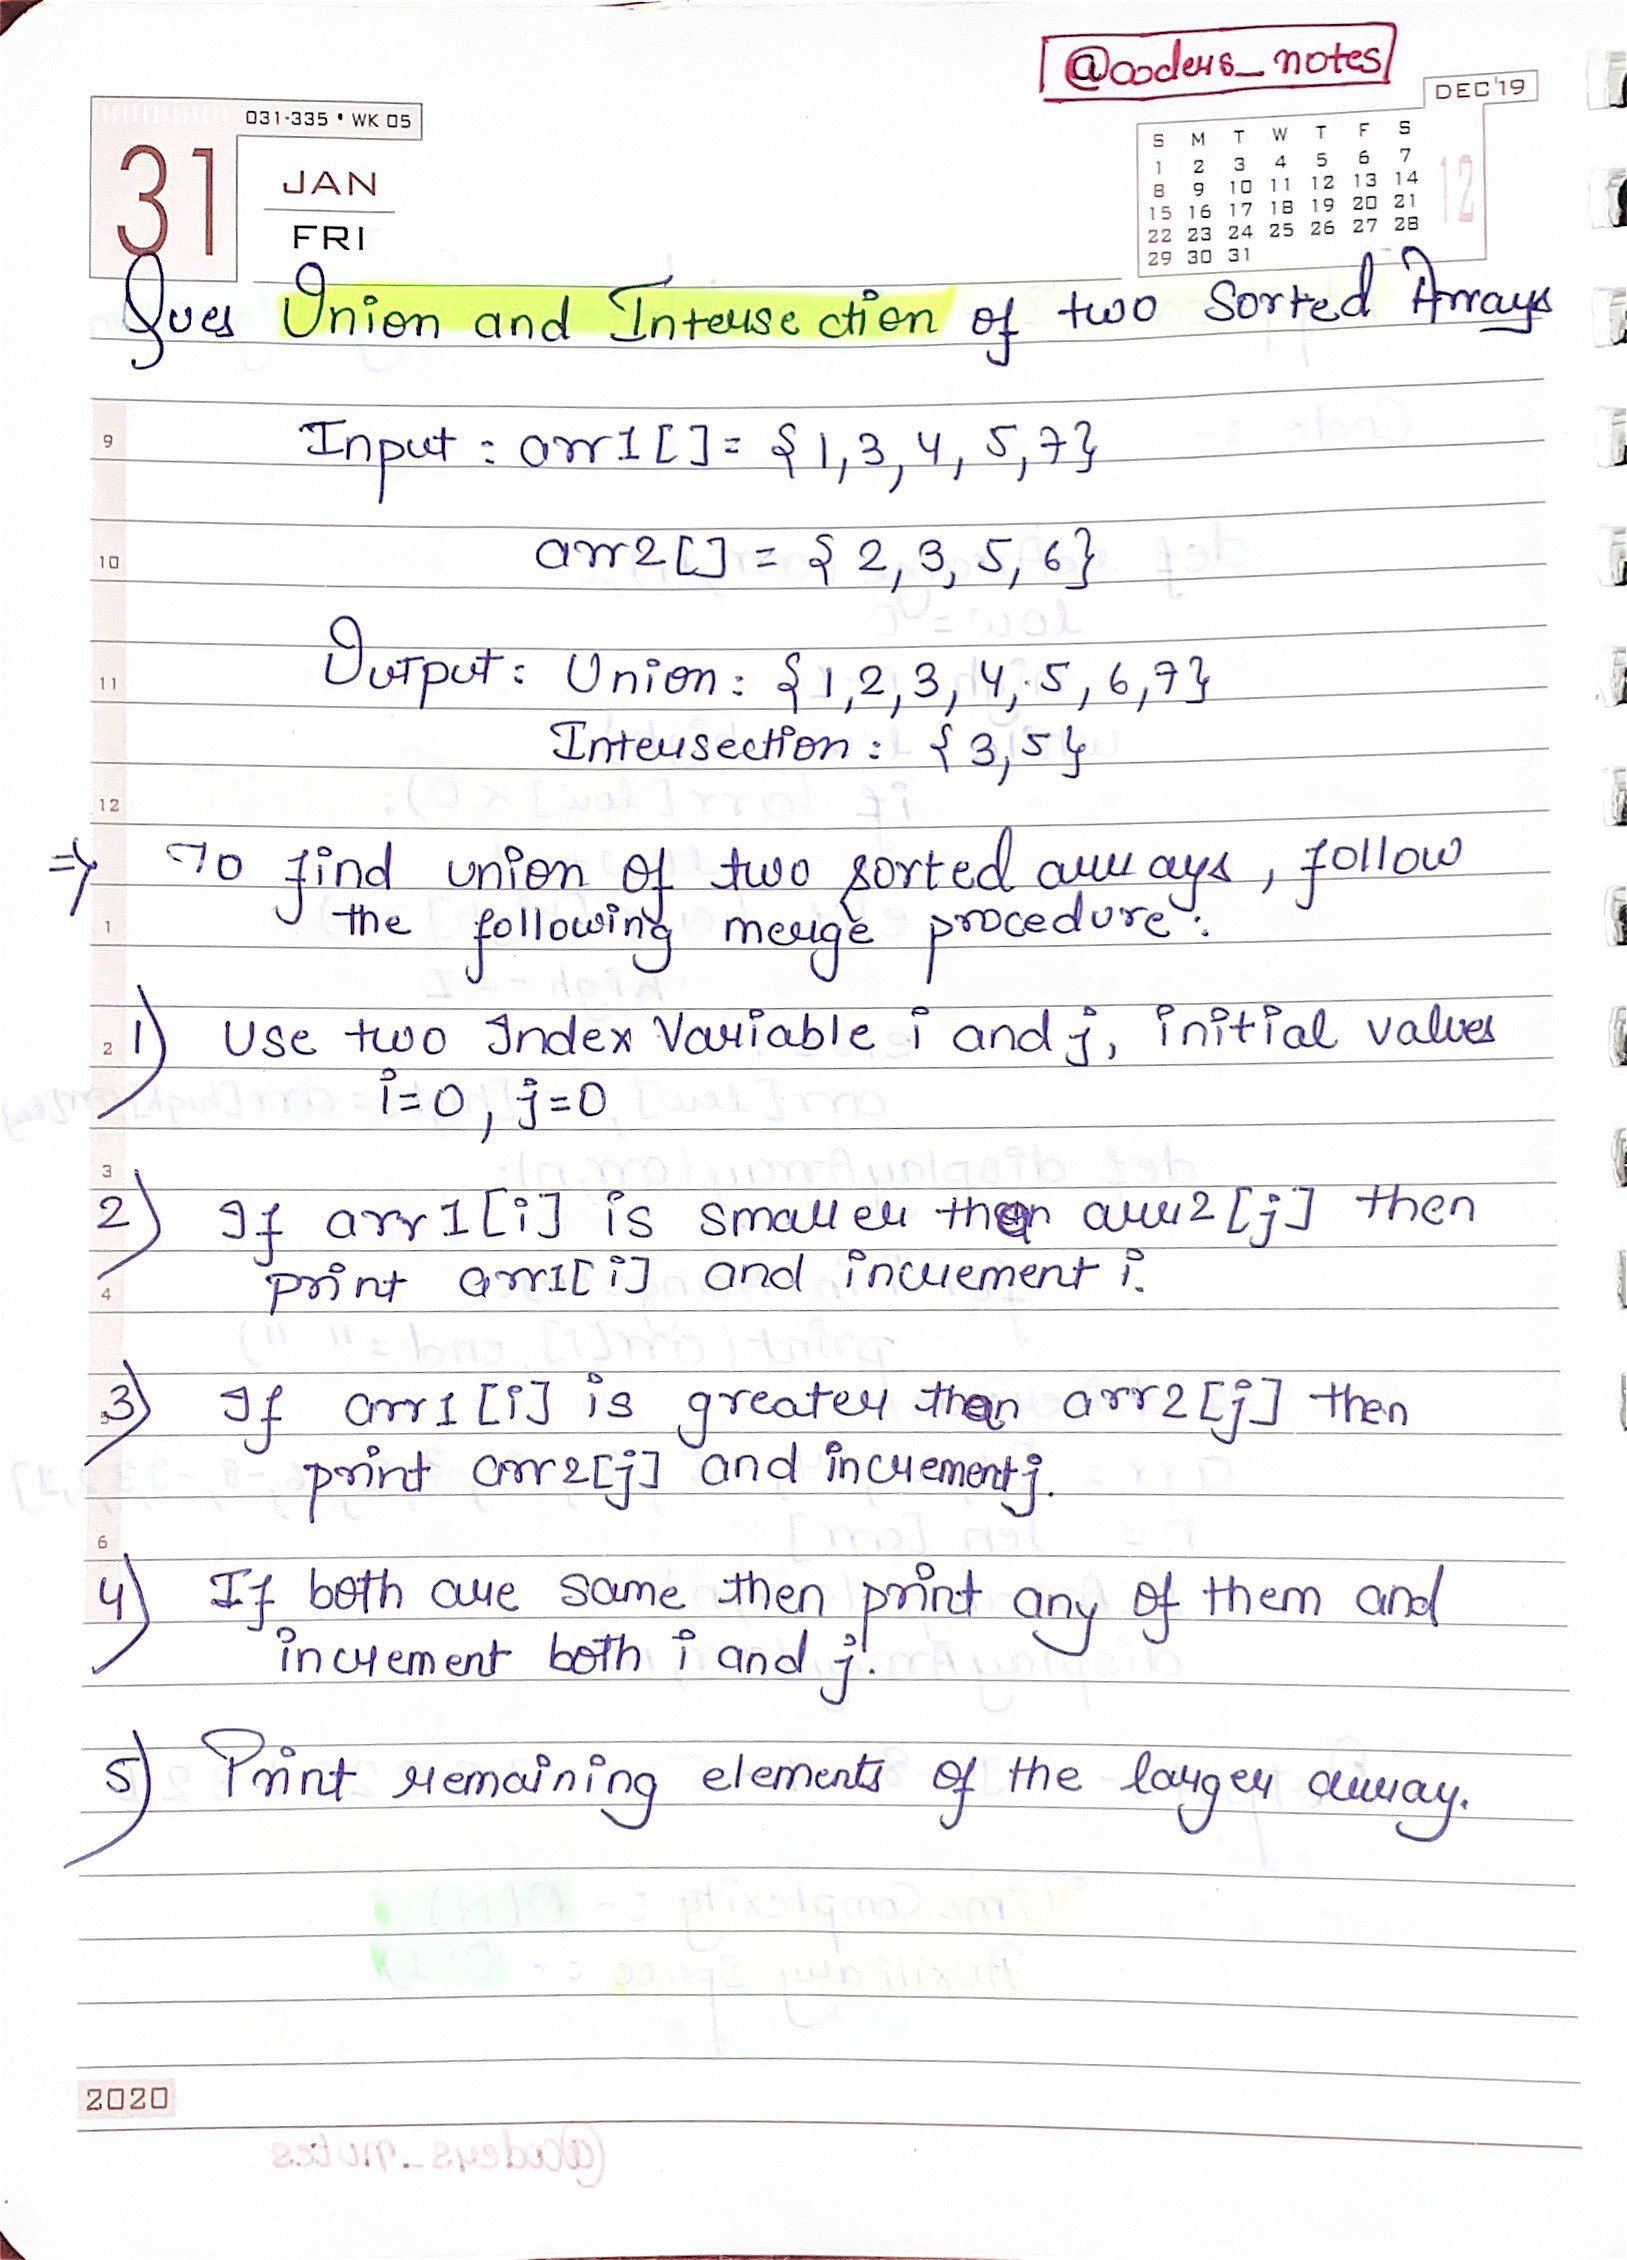 @coders_notes
DEC'19
031-335 • WK 05
31
JAN
FRI
S M T W T F S
1 2 3 4 5 6 7
8 9 10 11 12 13 14
15 16 17 18 19 20 21
22 23 24 25 26 27 28
29 30 31
12
Ques Union and Intersection of two Sorted Arrays
9
Input : arr1[]= {1,3,4,5,7}
10
arr2[] = {2,3,5,6}
11
Output: Union: {1,2,3,4,5,6,7}
Intersection: {3,5}
12
=> To find union of two sorted arrays, follow
1
the following merge procedure:
2
1) Use two Index Variable i and j, initial values
i=0, j=0
3
2) If arr1[i] is smaller than arr2[j] then
4
print arr1[i] and increment i.
3) If arr1[i] is greater than arr2[j] then
print arr2[j] and increment j.
6
4) If both are same then print any of them and
increment both i and j.
5) Print remaining elements of the larger array.
2020